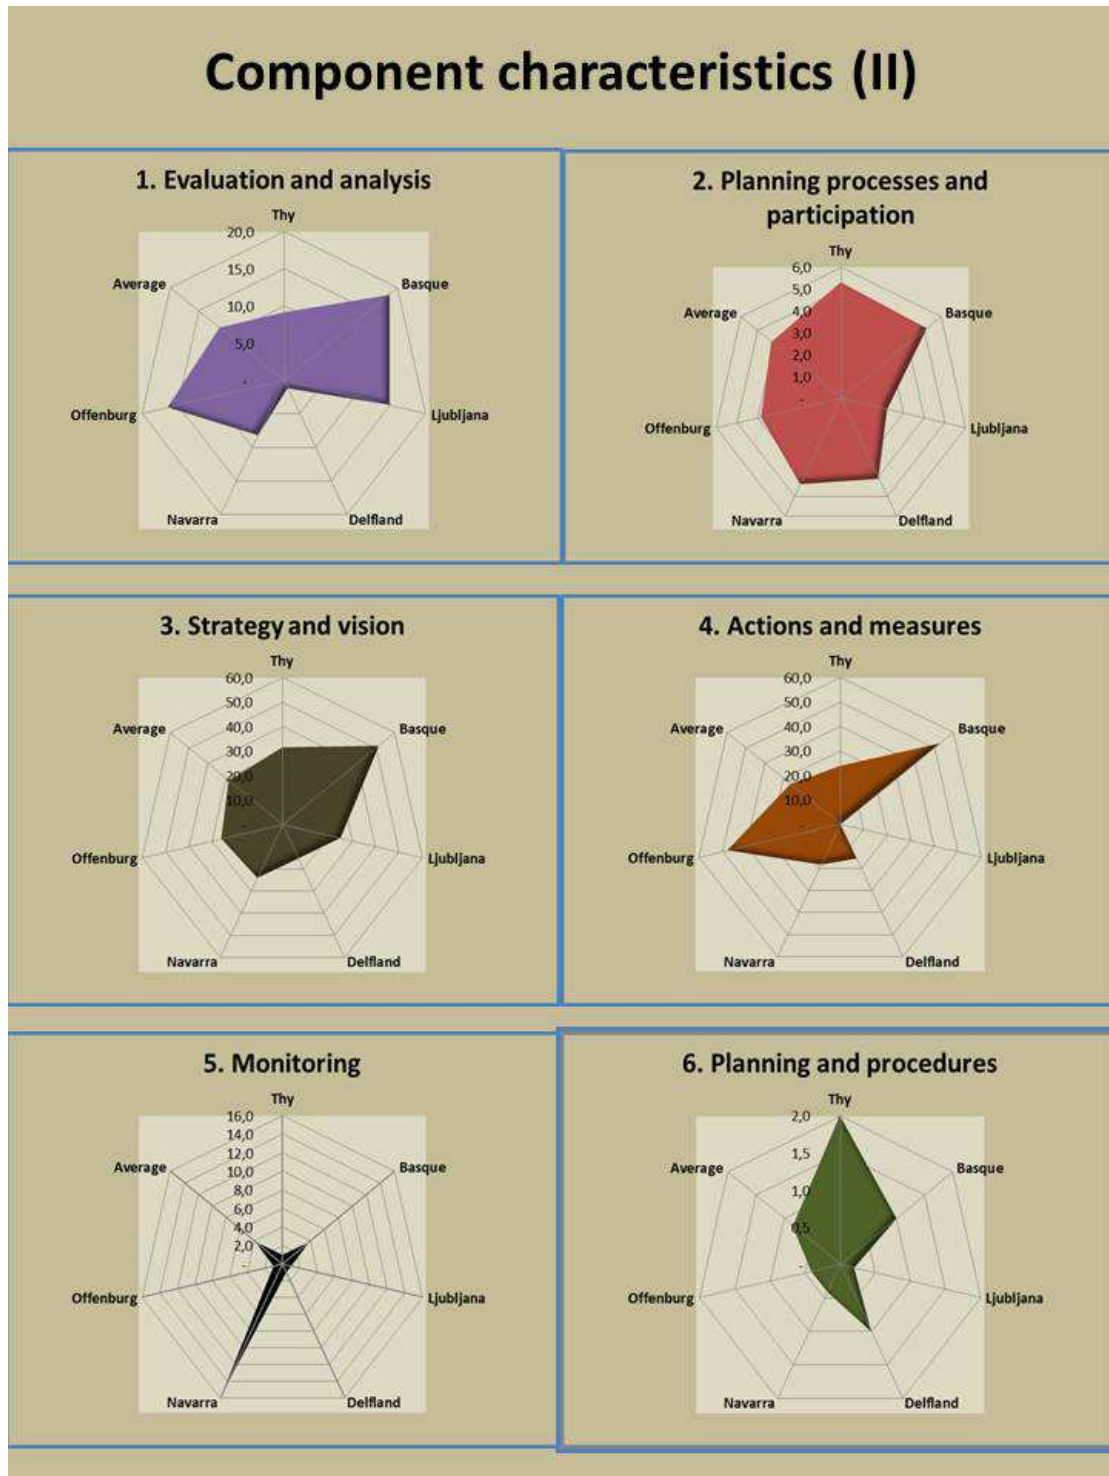 Component characteristics (II)
1. Evaluation and analysis
Thy
20,0
15,0
10,0
5,0
-
Average
Basque
Offenburg
Ljubljana
Navarra
Delfland
2. Planning processes and
participation
Thy
6,0
5,0
4,0
3,0
2,0
1,0
-
Average
Basque
Offenburg
Ljubljana
Navarra
Delfland
3. Strategy and vision
Thy
60,0
50,0
40,0
30,0
20,0
10,0
-
Average
Basque
Offenburg
Ljubljana
Navarra
Delfland
4. Actions and measures
Thy
60,0
50,0
40,0
30,0
20,0
10,0
-
Average
Basque
Offenburg
Ljubljana
Navarra
Delfland
5. Monitoring
Thy
16,0
14,0
12,0
10,0
8,0
6,0
4,0
2,0
-
Average
Basque
Offenburg
Ljubljana
Navarra
Delfland
6. Planning and procedures
Thy
2,0
1,5
1,0
0,5
-
Average
Basque
Offenburg
Ljubljana
Navarra
Delfland